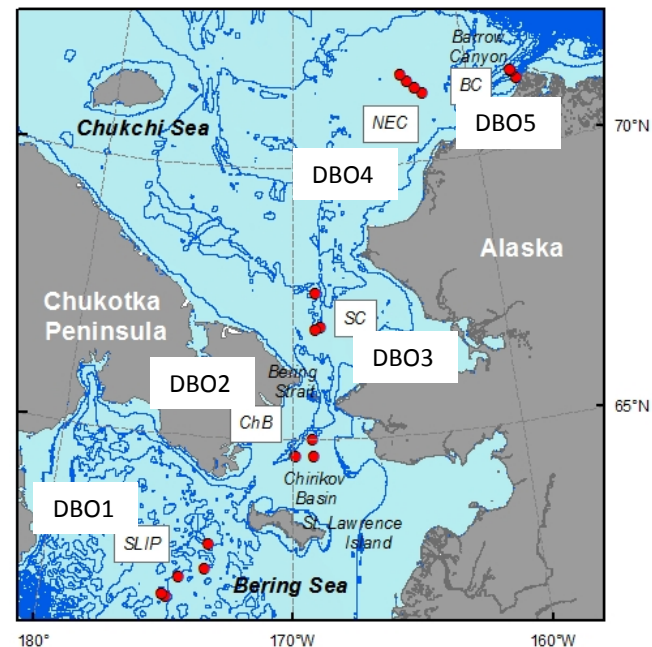 Barrow
Canyon
BC
Chukchi Sea
NEC
DBO5
70°N
DBO4
Alaska
Chukotka
Peninsula
SC
DBO3
Bering
Strait
DBO2
65°N
ChB
Chirikov
Basin
DBO1
St. Lawrence
Island
SLIP
Bering Sea
180°
170°W
160°W